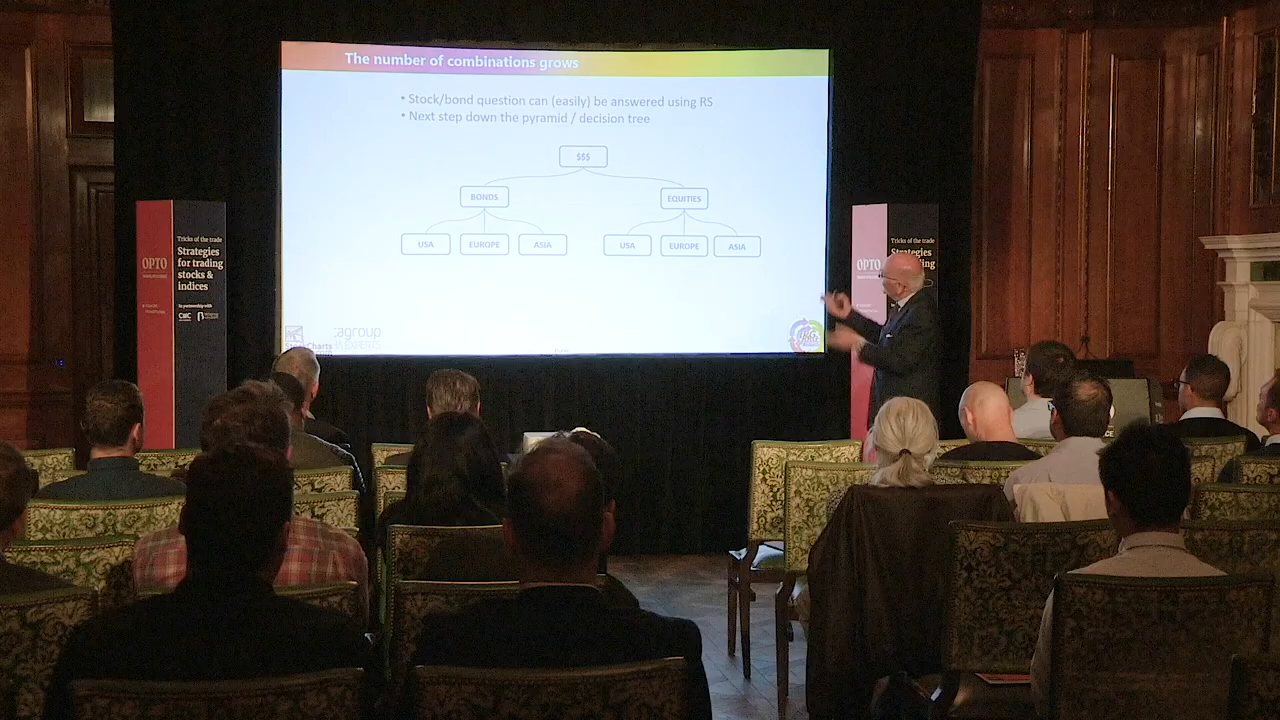 The number of combinations grows
• Stock/bond question can (easily) be answered using RS
• Next step down the pyramid / decision tree
$$$
BONDS
EQUITIES
USA
EUROPE
ASIA
USA
EUROPE
ASIA
agroup
EXPERTS
Tricks of the trade
Strategies
for trading
stocks &
indices
OPTO
In partnership with
CMC
Tricks of the trade
Strategies
OPTO